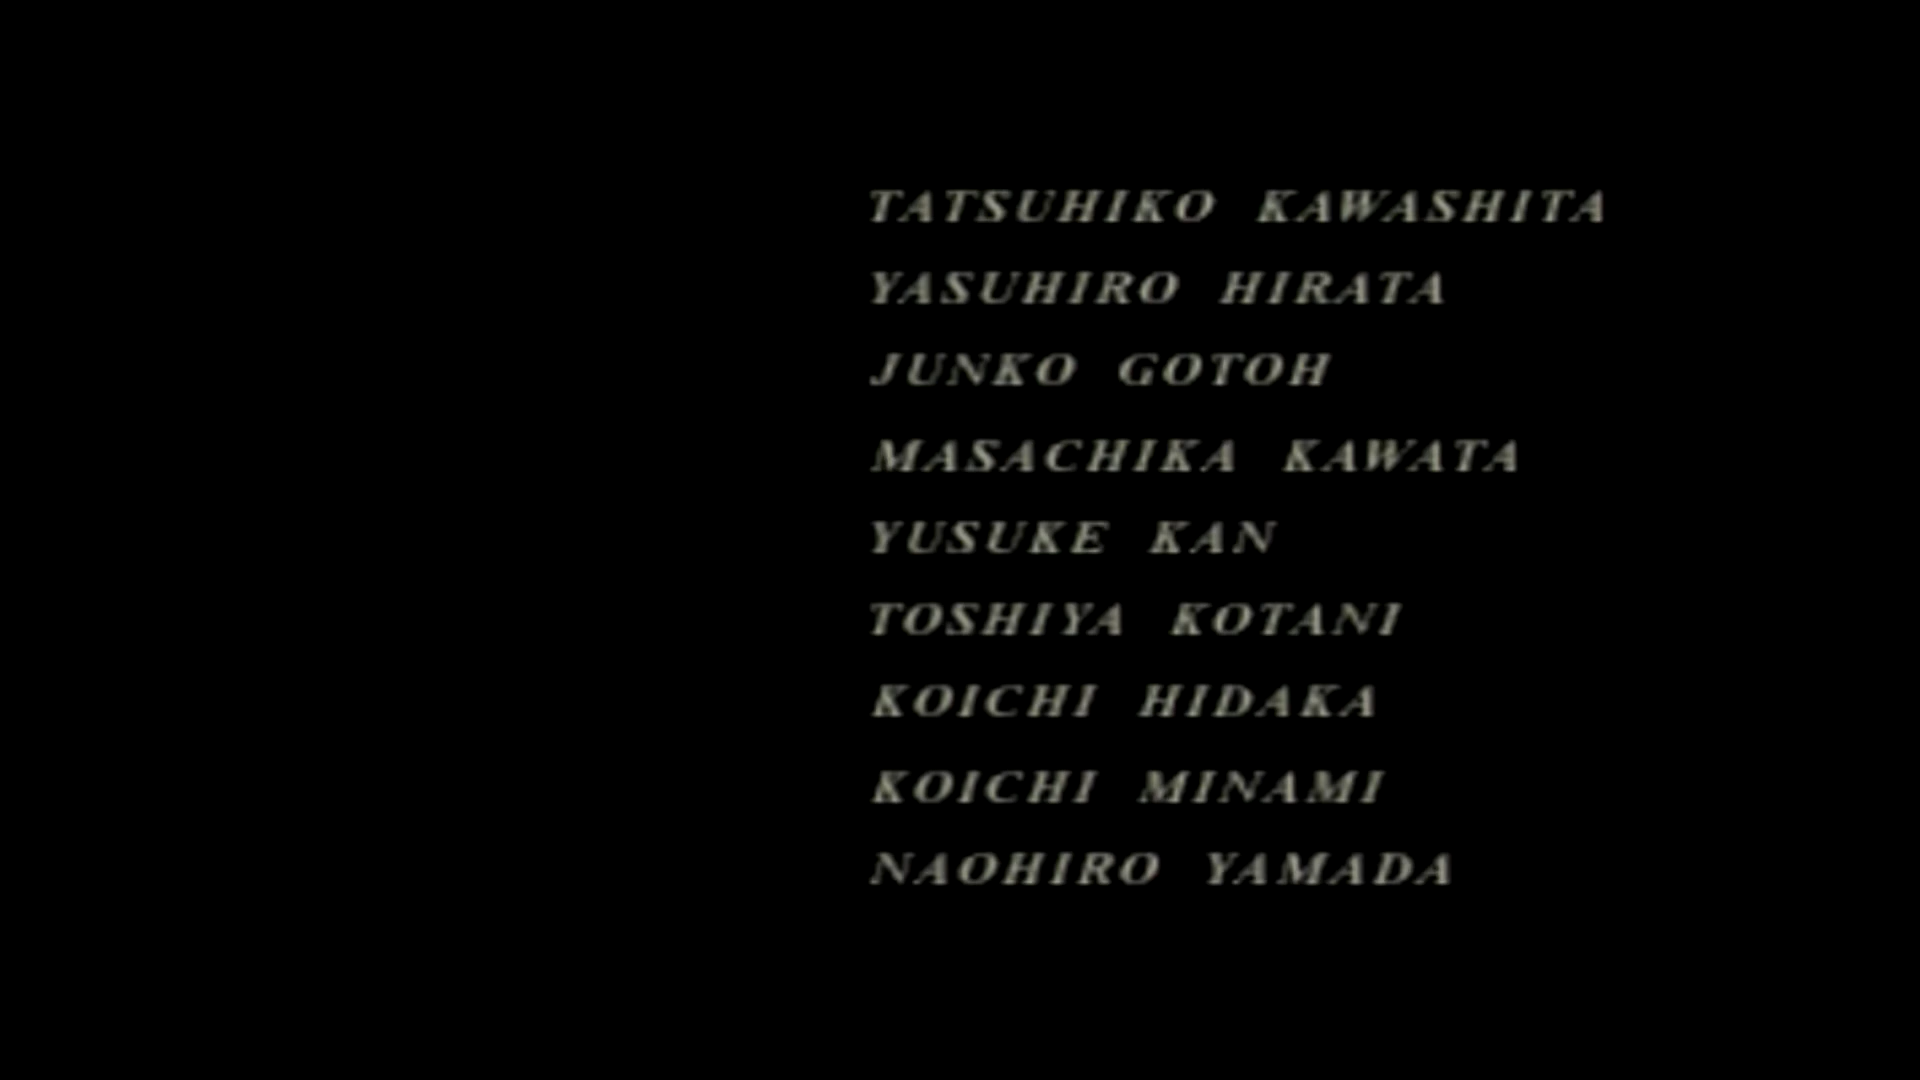 TATSUHIKO KAWASHITA
YASUHIRO HIRATA
JUNKO GOTOH
MASACHIKA KAWATA
YUSUKE KAN
TOSHIYA KOTANI
KOICHI HIDAKA
KOICHI MINAMI
NAOHIRO YAMADA